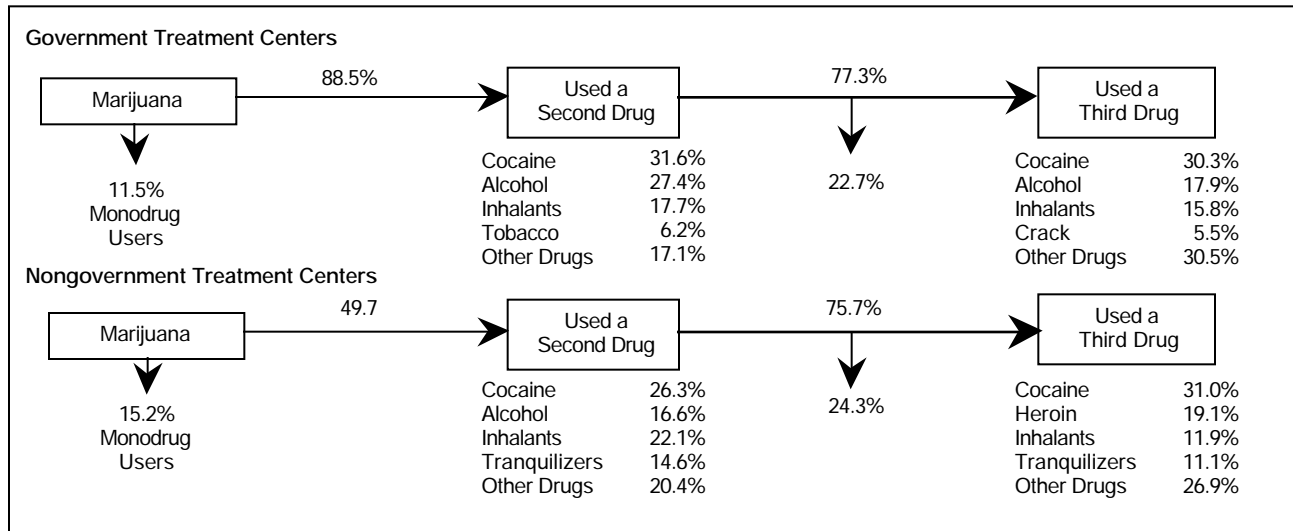 Government Treatment Centers
Marijuana
88.5%
Used a
Second Drug
77.3%
Used a
Third Drug
11.5%
Monodrug
Users
Cocaine 31.6%
Alcohol 27.4%
Inhalants 17.7%
Tobacco 6.2%
Other Drugs 17.1%
22.7%
Cocaine 30.3%
Alcohol 17.9%
Inhalants 15.8%
Crack 5.5%
Other Drugs 30.5%
Nongovernment Treatment Centers
Marijuana
49.7
Used a
Second Drug
75.7%
Used a
Third Drug
15.2%
Monodrug
Users
Cocaine 26.3%
Alcohol 16.6%
Inhalants 22.1%
Tranquilizers 14.6%
Other Drugs 20.4%
24.3%
Cocaine 31.0%
Heroin 19.1%
Inhalants 11.9%
Tranquilizers 11.1%
Other Drugs 26.9%